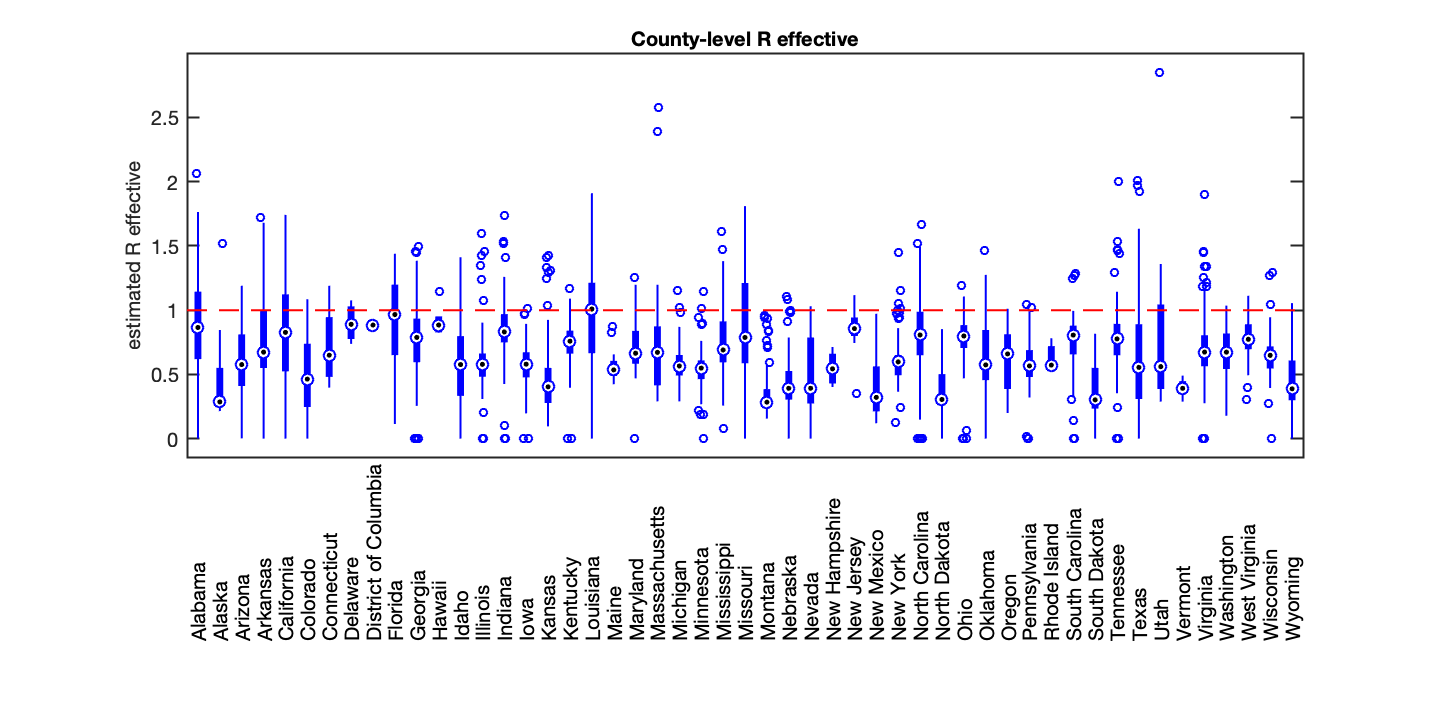 County-level R effective
estimated R effective
2.5
2
1.5
1
0.5
0
Alabama
Alaska
Arizona
Arkansas
California
Colorado
Connecticut
Delaware
District of Columbia
Florida
Georgia
Hawaii
Idaho
Illinois
Indiana
Iowa
Kansas
Kentucky
Louisiana
Maine
Maryland
Massachusetts
Michigan
Minnesota
Mississippi
Missouri
Montana
Nebraska
Nevada
New Hampshire
New Jersey
New Mexico
New York
North Carolina
North Dakota
Ohio
Oklahoma
Oregon
Pennsylvania
Rhode Island
South Carolina
South Dakota
Tennessee
Texas
Utah
Vermont
Virginia
Washington
West Virginia
Wisconsin
Wyoming